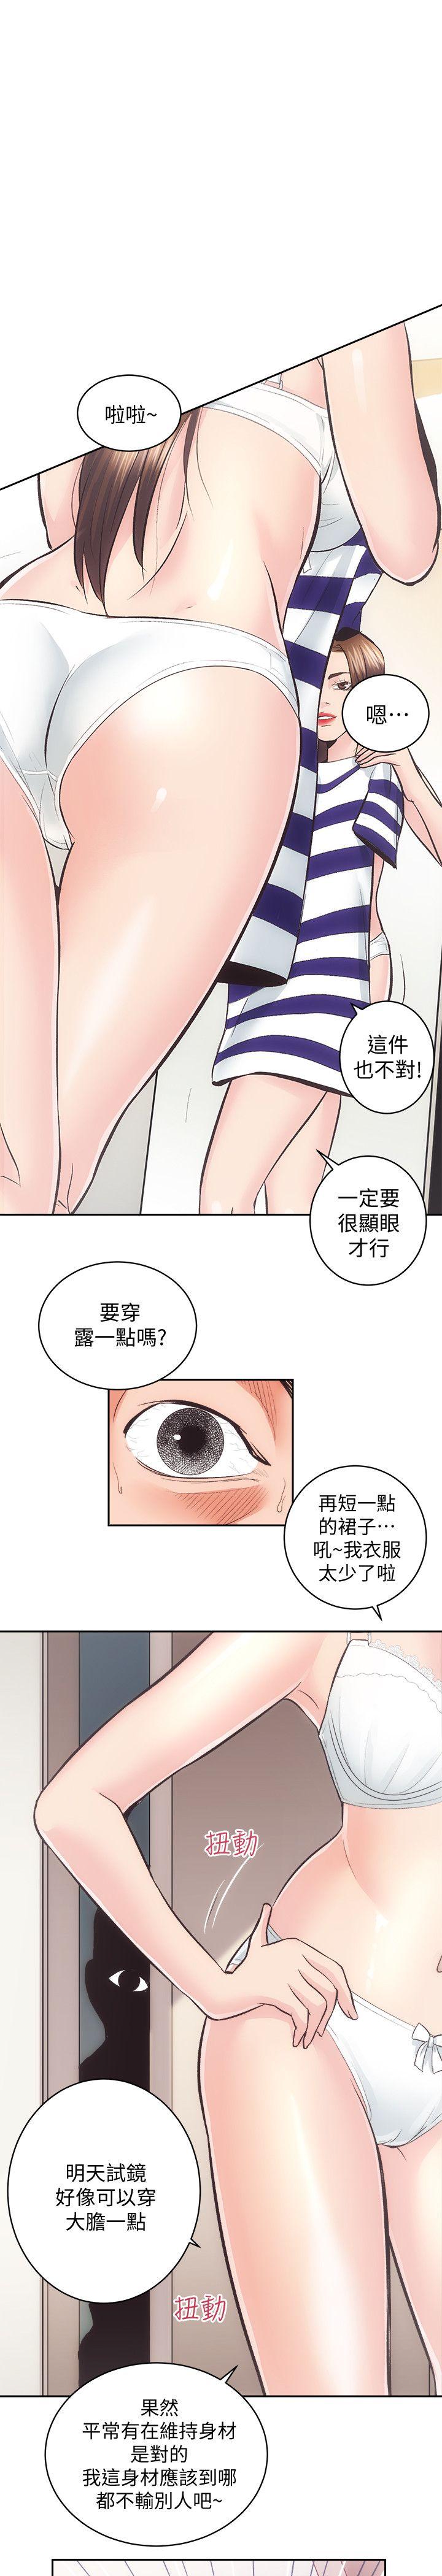 啦啦~
嗯…
這件
也不對!
一定要
很顯眼
才行
要穿
露一點嗎?
再短一點
的裙子…
吼~我衣服
太少了啦
扭動
明天試鏡
好像可以穿
大膽一點
扭動
果然
平常有在維持身材
是對的
我這身材應該到哪
都不輸別人吧~